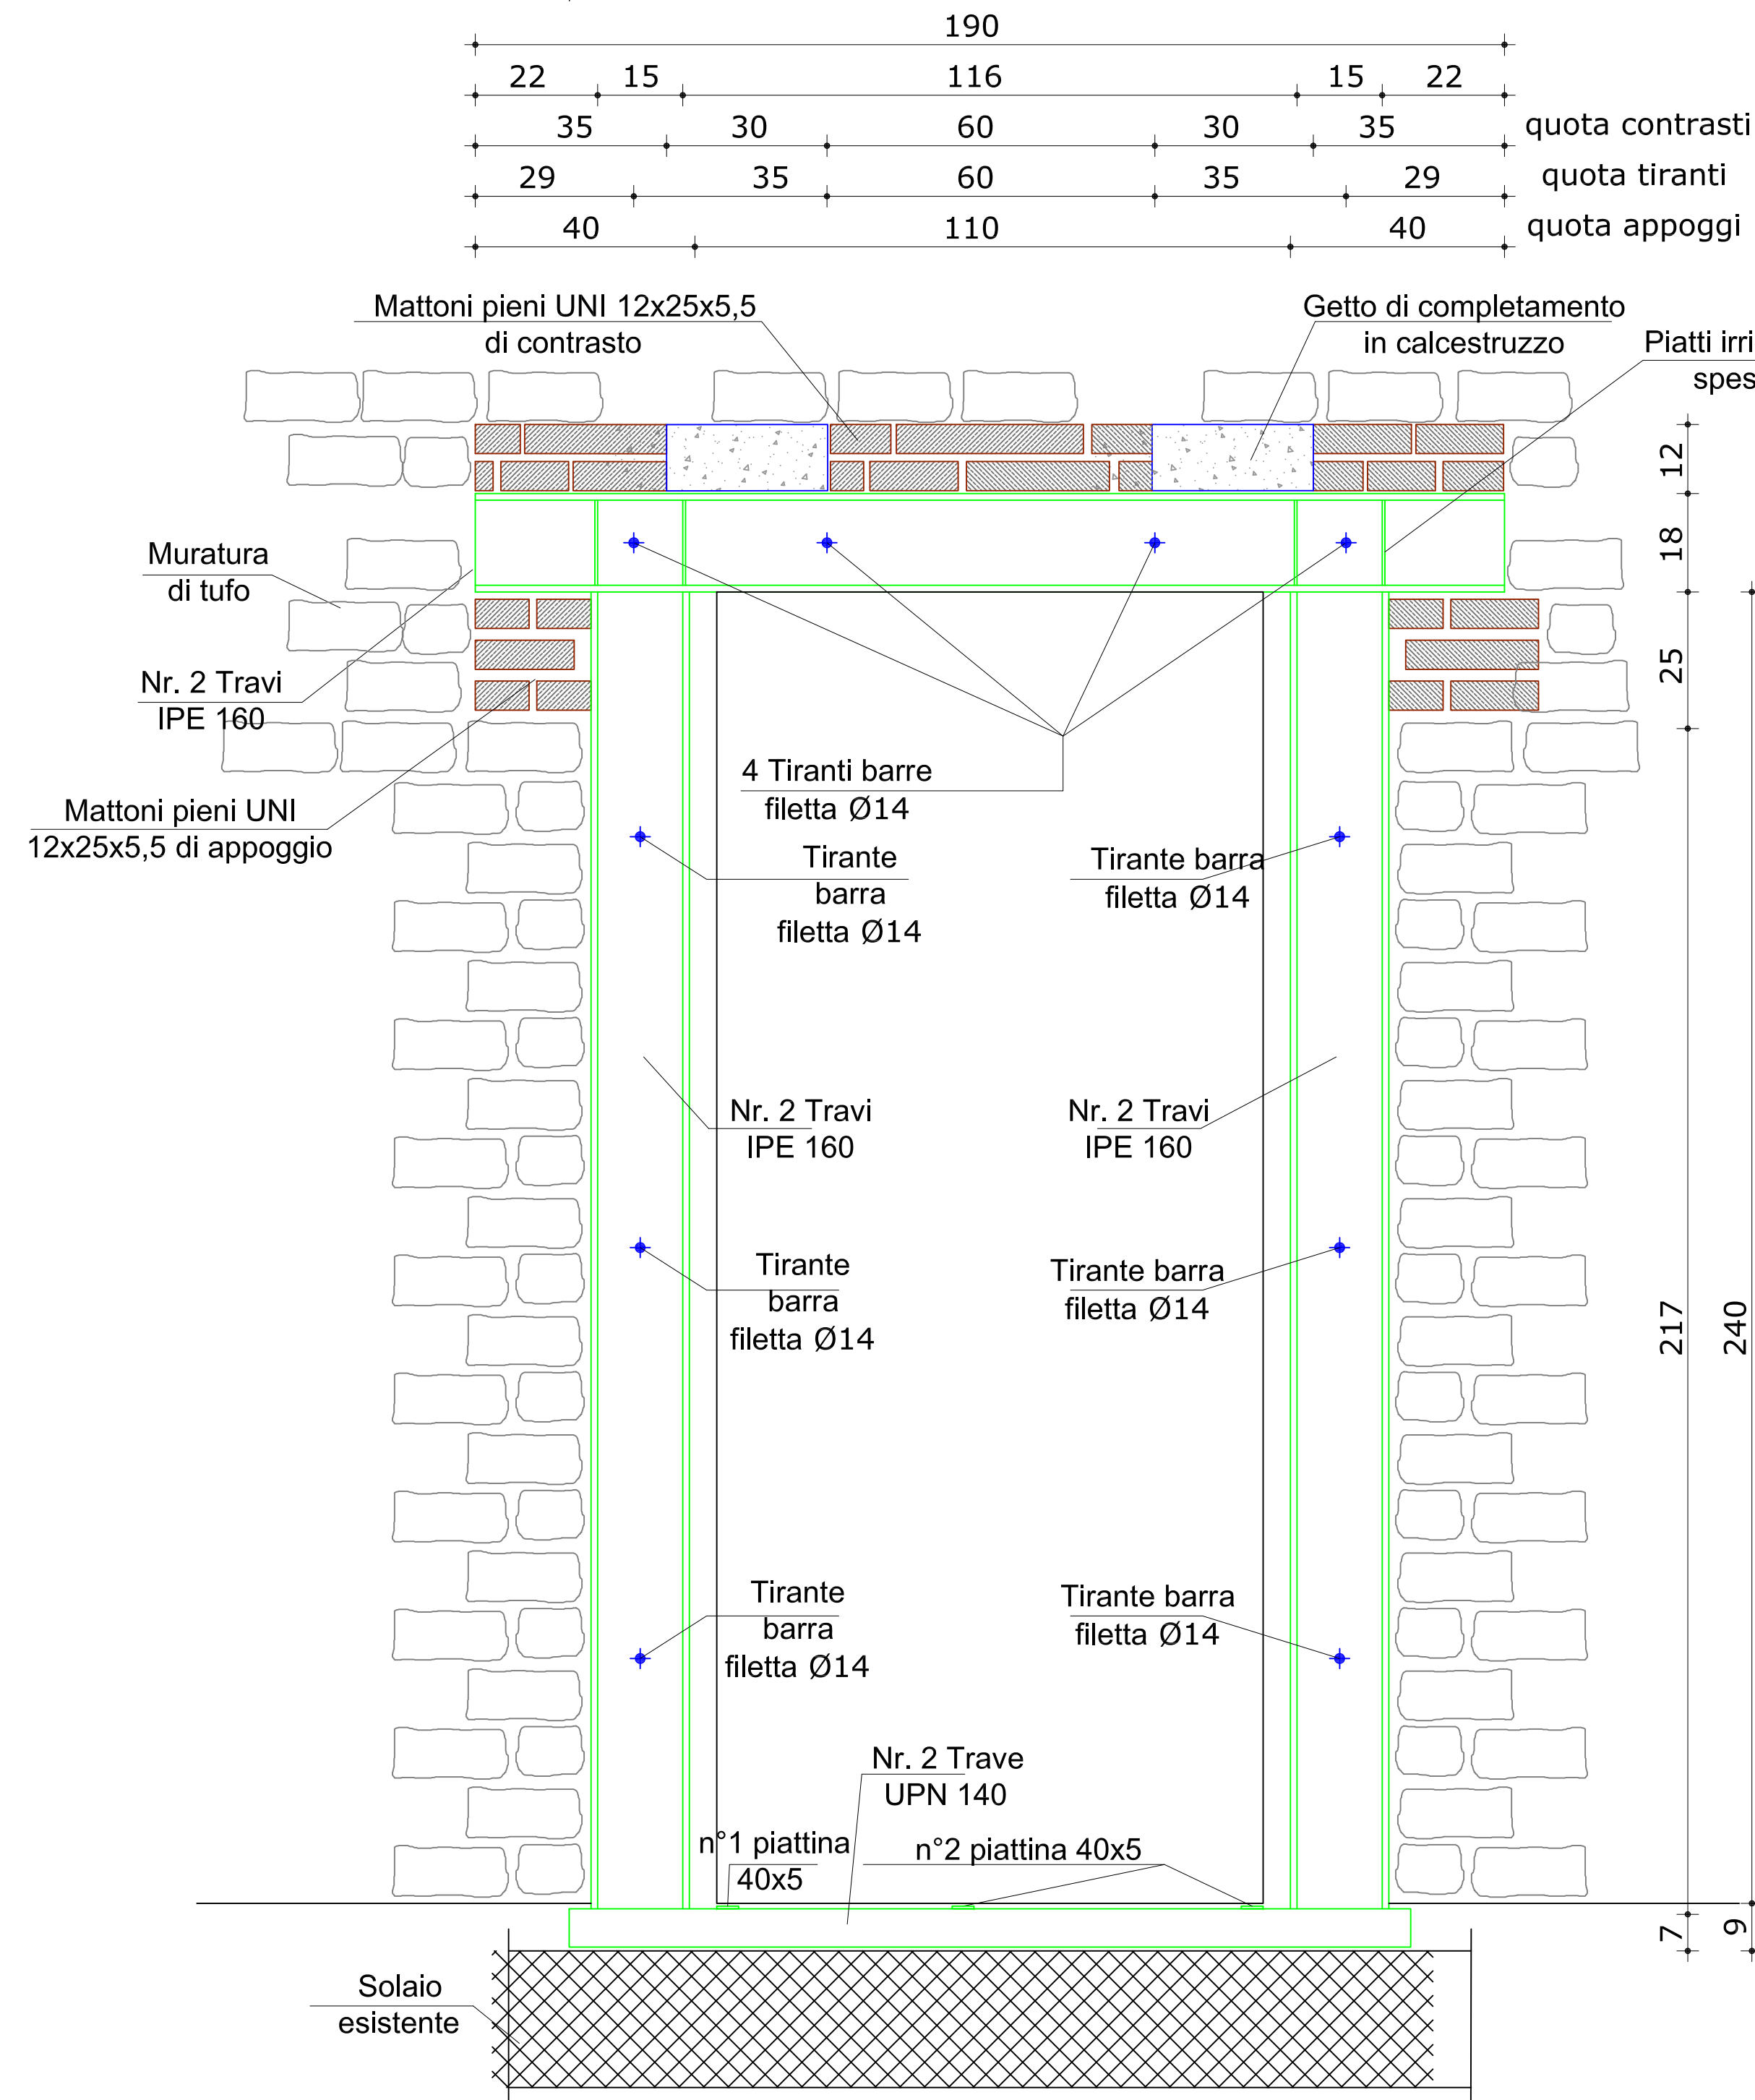 190
22 15 116 15 22
35 30 60 30 35 quota contrasti
29 35 60 35 29 quota tiranti
40 110 40 quota appoggi
Mattoni pieni UNI 12x25x5,5
di contrasto
Getto di completamento
in calcestruzzo
Piatti irri
spes
12
18
25
217
240
7
9
Muratura
di tufo
Nr. 2 Travi
IPE 160
Mattoni pieni UNI
12x25x5,5 di appoggio
4 Tiranti barre
filetta Ø14
Tirante
barra
filetta Ø14
Tirante barra
filetta Ø14
Nr. 2 Travi
IPE 160
Nr. 2 Travi
IPE 160
Tirante
barra
filetta Ø14
Tirante barra
filetta Ø14
Tirante
barra
filetta Ø14
Tirante barra
filetta Ø14
Nr. 2 Trave
UPN 140
n°1 piattina
40x5
n°2 piattina 40x5
Solaio
esistente